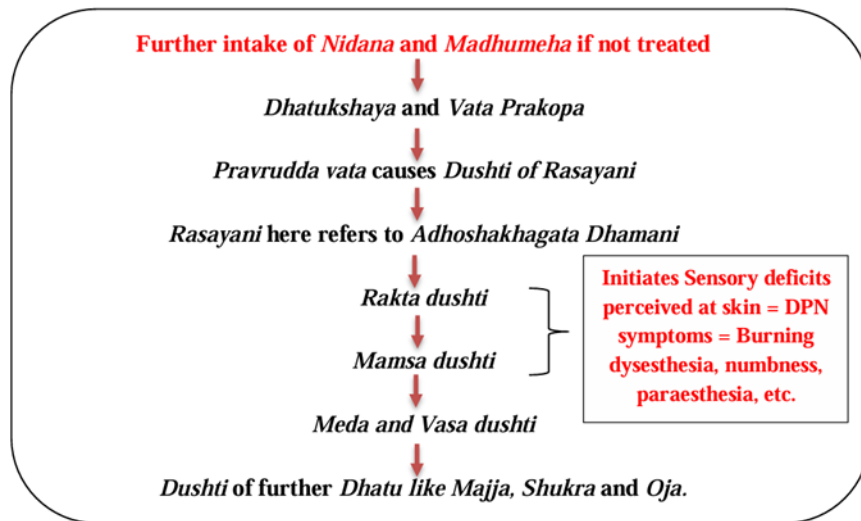 Further intake of Nidana and Madhumeha if not treated
Dhatukshaya and Vata Prakopa
Pravrudda vata causes Dushti of Rasayani
Rasayani here refers to Adhoshakhagata Dhamani
Rakta dushti
Mamsa dushti
Initiates Sensory deficits
perceived at skin = DPN
symptoms = Burning
dysesthesia, numbness,
paraesthesia, etc.
Meda and Vasa dushti
Dushti of further Dhatu like Majja, Shukra and Oja.